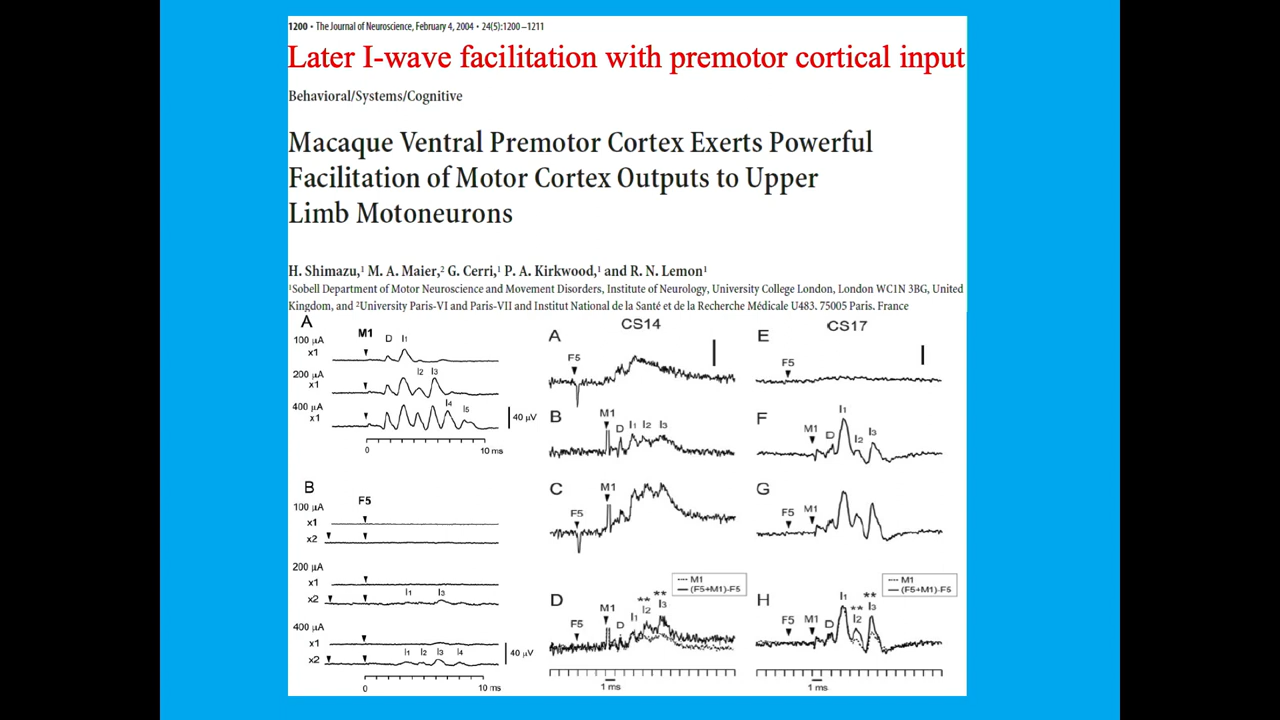 1200 • The Journal of Neuroscience, February 4, 2004 • 24(5):1200–1211
Later I-wave facilitation with premotor cortical input
Behavioral/Systems/Cognitive
Macaque Ventral Premotor Cortex Exerts Powerful
Facilitation of Motor Cortex Outputs to Upper
Limb Motoneurons
H. Shimazu,¹ M. A. Maier,² G. Cerri,¹ P. A. Kirkwood,¹ and R. N. Lemon¹
¹Sobell Department of Motor Neuroscience and Movement Disorders, Institute of Neurology, University College London, London WC1N 3BG, United
Kingdom, and ²University Paris-VI and Paris-VII and Institut National de la Santé et de la Recherche Médicale U483, 75005 Paris, France
A
M1
100 µA
x1
D I₁
200 µA
x1
I₂ I₃
400 µA
x1
I₄
I₅
40 µV
0 10 ms
B
F5
100 µA
x1
x2
200 µA
x1
x2
I₁ I₃
400 µA
x1
x2
I₁ I₂ I₃ I₄
40 µV
0 10 ms
CS14
A
F5
B
M1
D I₁ I₂ I₃
C
M1
F5
M1
(F5+M1)-F5
D
F5
M1
D I₁ I₂ I₃
** **
1 ms
CS17
E
F5
F
M1 D I₁ I₂ I₃
G
F5 M1
M1
(F5+M1)-F5
H
F5 M1 D I₁ I₂ I₃
** **
1 ms